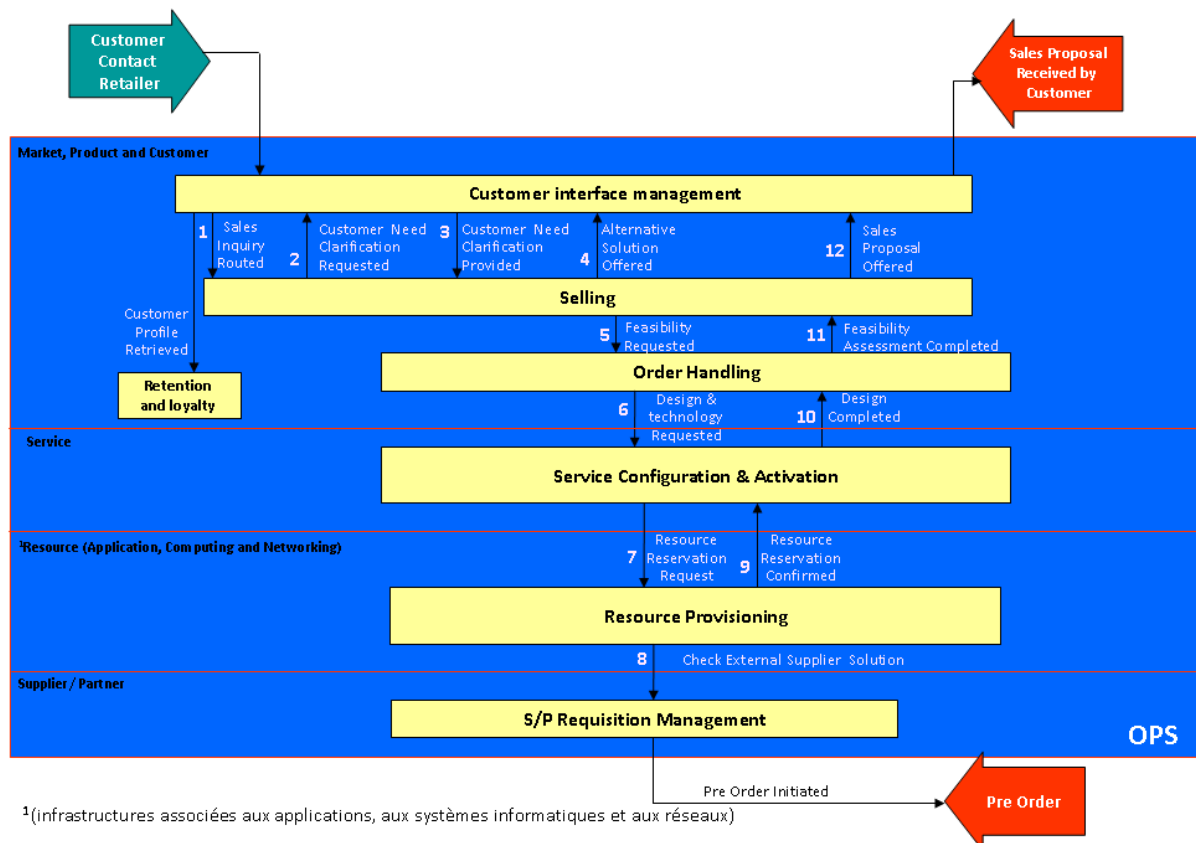 Customer
Contact
Retailer
Sales Proposal
Received by
Customer
Market, Product and Customer
Customer interface management
1
Sales
Inquiry
Routed
2
Customer Need
Clarification
Requested
3
Customer Need
Clarification
Provided
4
Alternative
Solution
Offered
12
Sales
Proposal
Offered
Selling
Customer
Profile
Retrieved
5
Feasibility
Requested
11
Feasibility
Assessment Completed
Retention
and loyalty
Order Handling
6
Design &
technology
Requested
10
Design
Completed
Service
Service Configuration & Activation
¹Resource (Application, Computing and Networking)
7
Resource
Reservation
Request
9
Resource
Reservation
Confirmed
Resource Provisioning
8
Check External Supplier Solution
Supplier / Partner
S/P Requisition Management
OPS
Pre Order Initiated
Pre Order
¹(infrastructures associées aux applications, aux systèmes informatiques et aux réseaux)